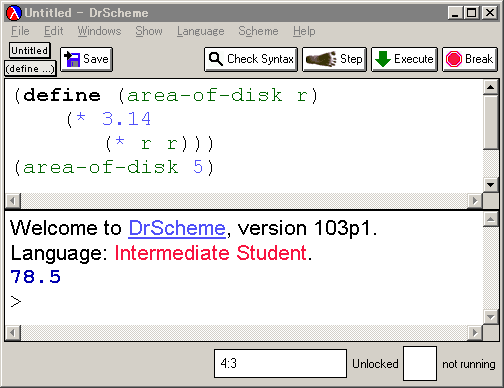 Untitled - DrScheme
File Edit Windows Show Language Scheme Help
Untitled
(define ...)
Save
Check Syntax
Step
Execute
Break
(define (area-of-disk r)
(* 3.14
(* r r)))
(area-of-disk 5)
Welcome to DrScheme, version 103p1.
Language: Intermediate Student.
78.5
>
4:3
Unlocked
not running